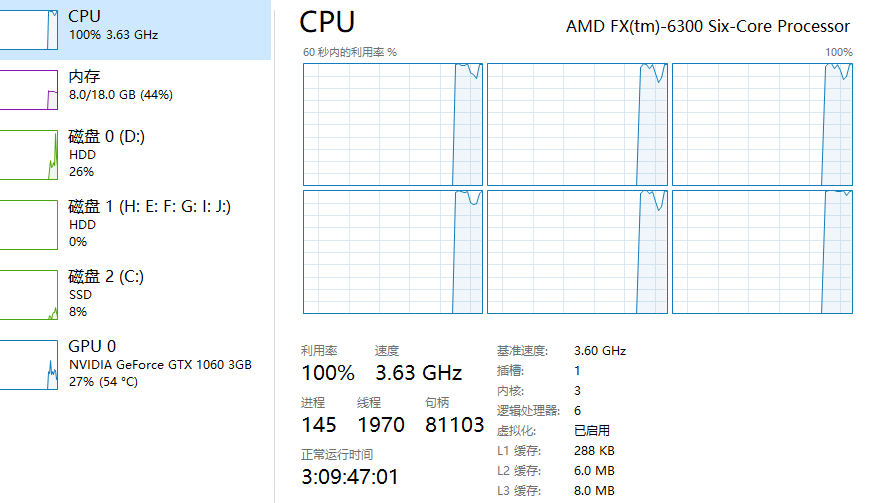 CPU
100% 3.63 GHz
内存
8.0/18.0 GB (44%)
磁盘 0 (D:)
HDD
26%
磁盘 1 (H: E: F: G: I: J:)
HDD
0%
磁盘 2 (C:)
SSD
8%
GPU 0
NVIDIA GeForce GTX 1060 3GB
27% (54 °C)
CPU AMD FX(tm)-6300 Six-Core Processor
60 秒内的利用率 % 100%
利用率 速度
100% 3.63 GHz
进程 线程 句柄
145 1970 81103
正常运行时间
3:09:47:01
基准速度: 3.60 GHz
插槽: 1
内核: 3
逻辑处理器: 6
虚拟化: 已启用
L1 缓存: 288 KB
L2 缓存: 6.0 MB
L3 缓存: 8.0 MB